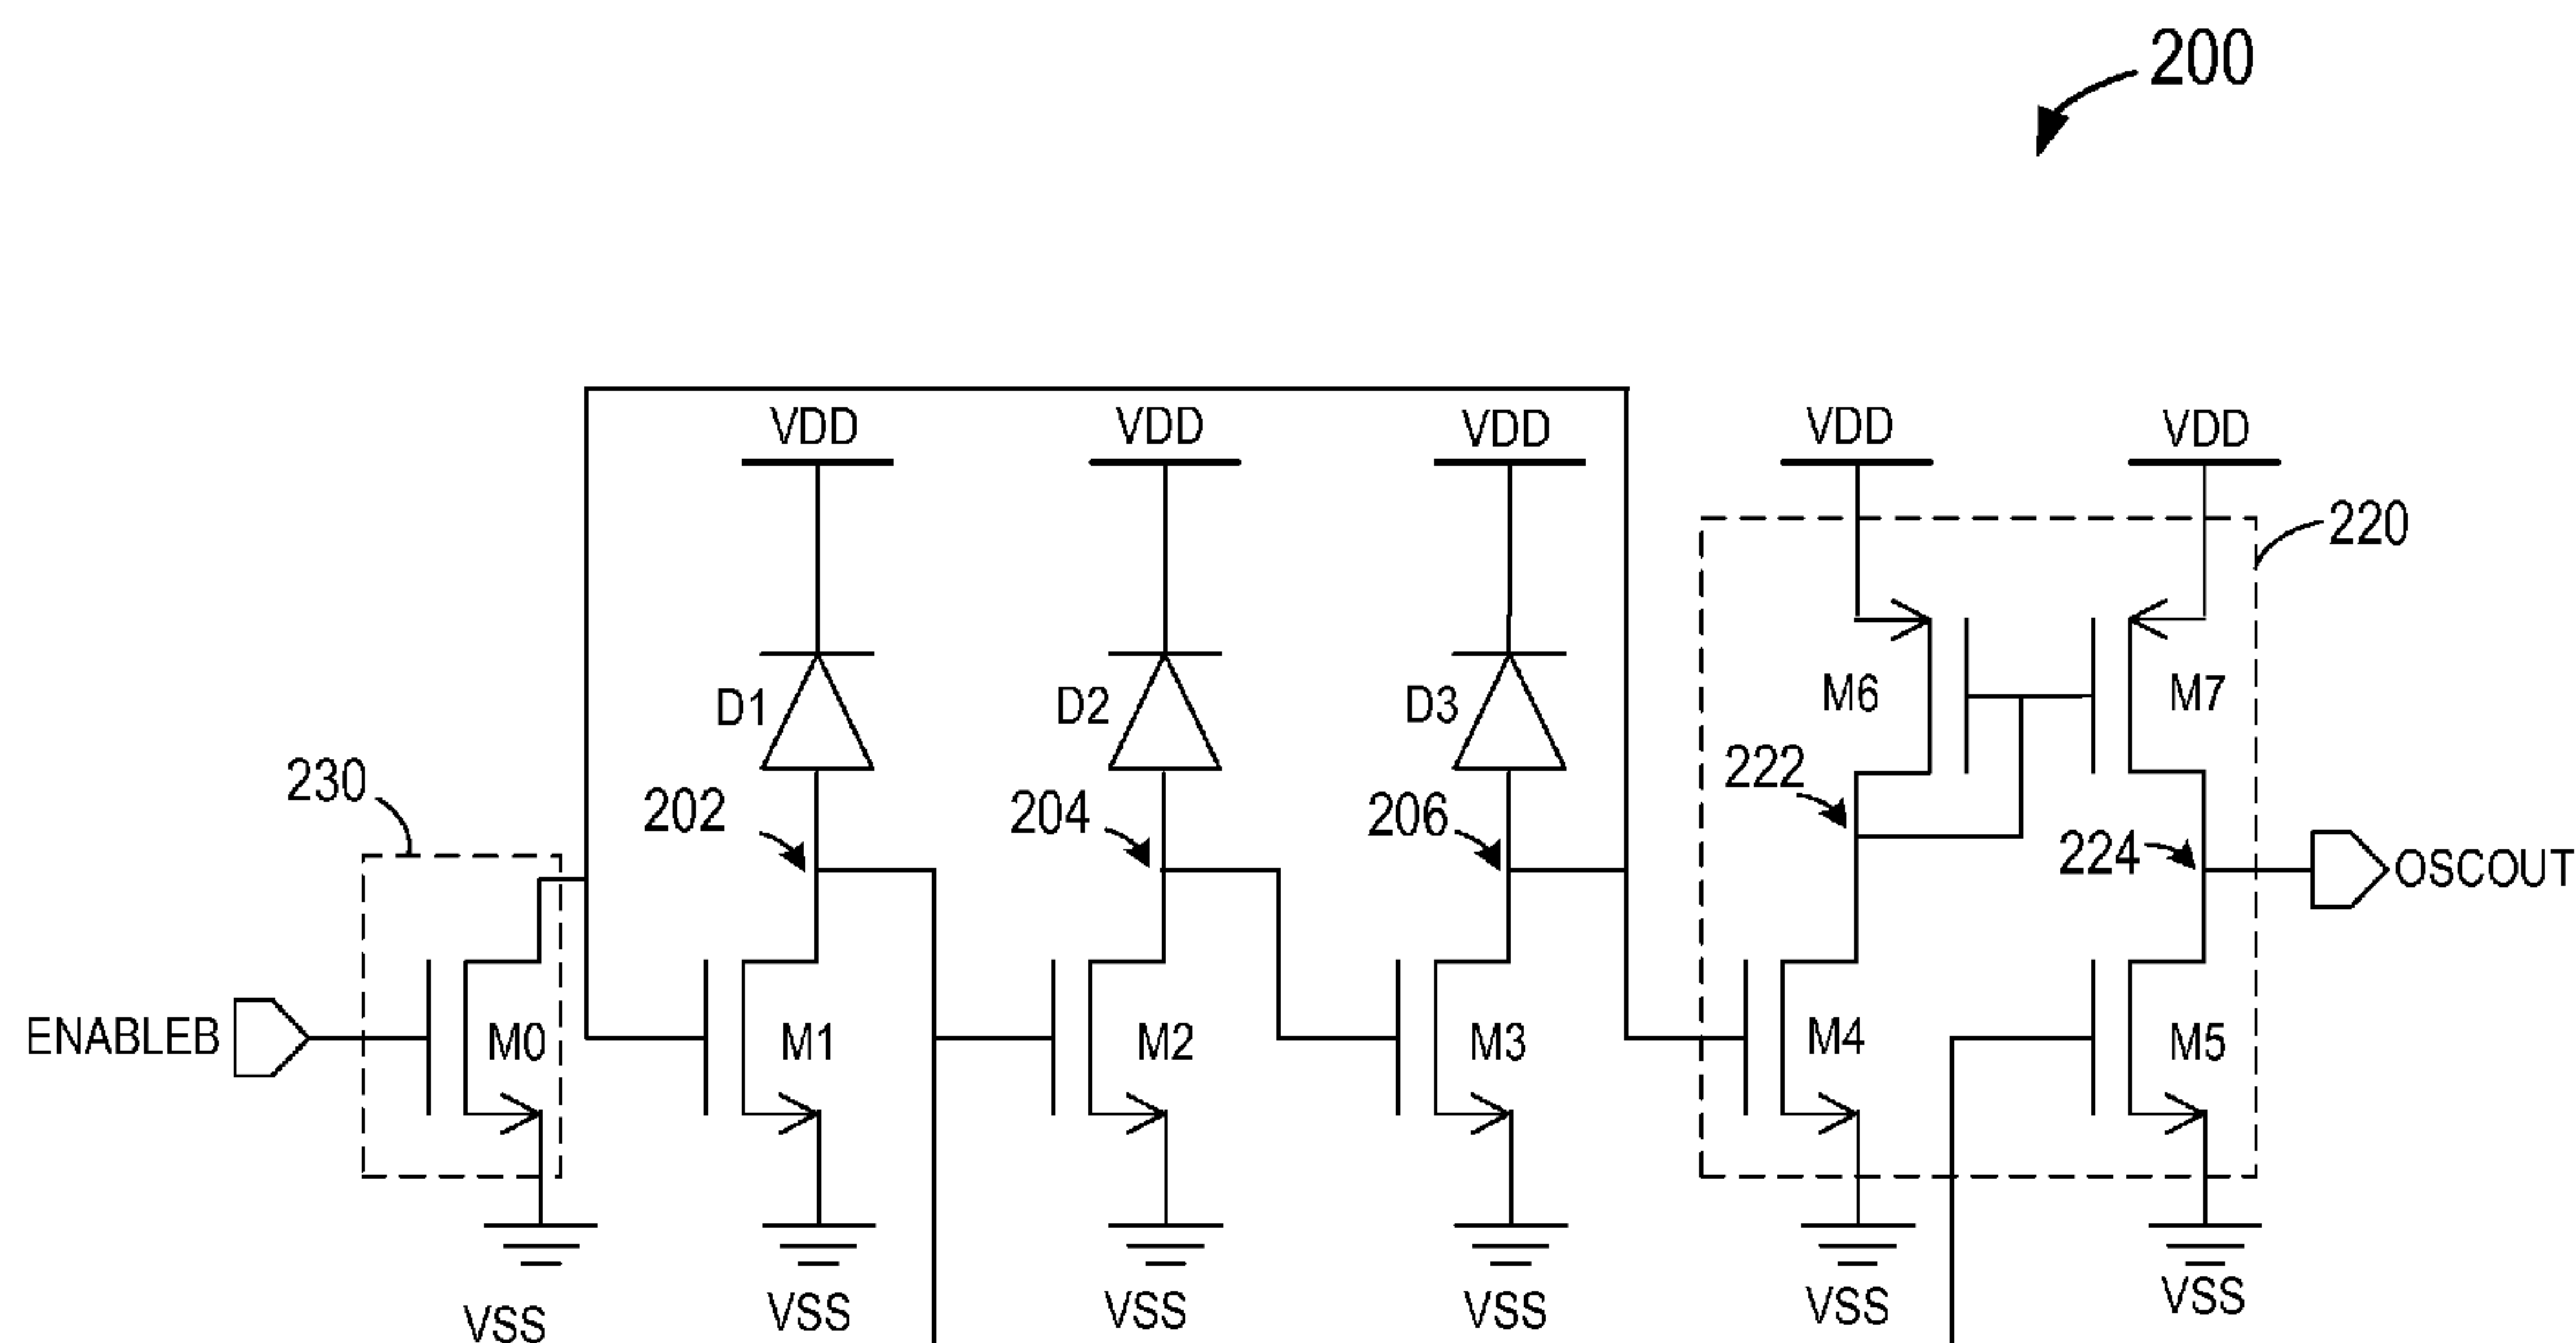 200
VDD VDD VDD VDD VDD
220
D1 D2 D3 M6 M7
230 202 204 206 222 224
OSCOUT
ENABLEB M0 M1 M2 M3 M4 M5
VSS VSS VSS VSS VSS VSS